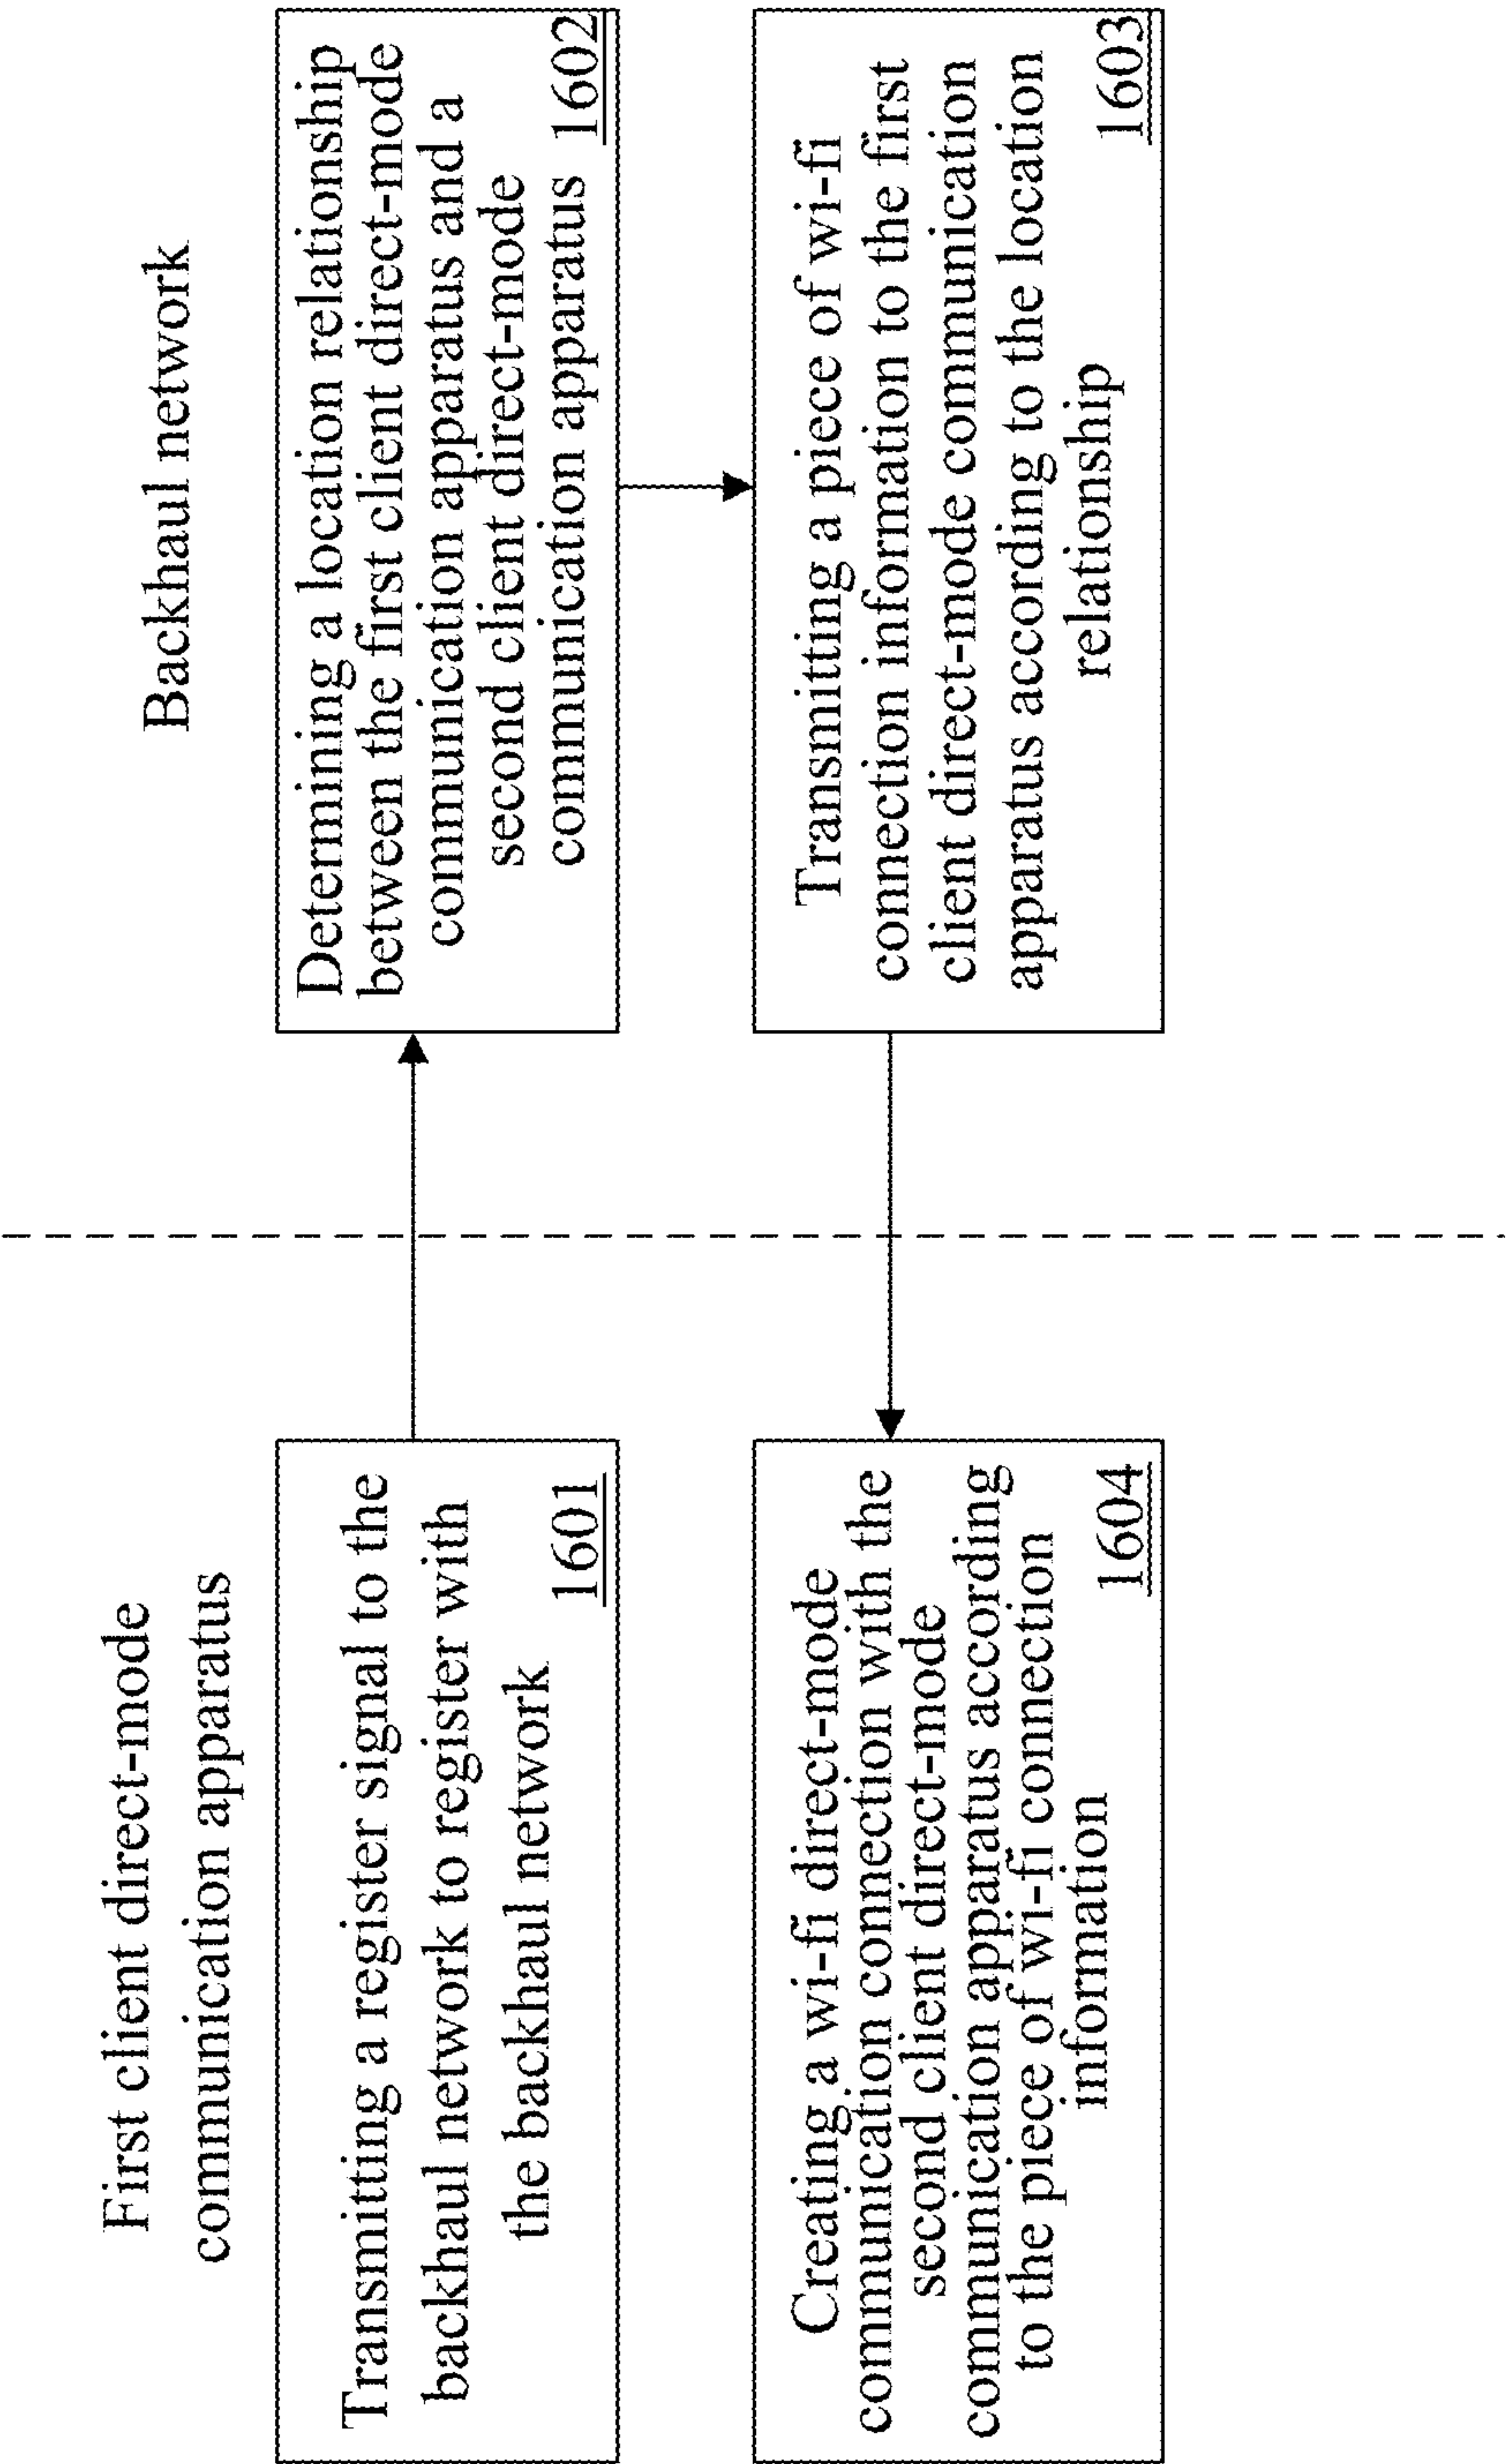 First client direct-mode
communication apparatus
Backhaul network
Transmitting a register signal to the
backhaul network to register with
the backhaul network
1601
Determining a location relationship
between the first client direct-mode
communication apparatus and a
second client direct-mode
communication apparatus
1602
Transmitting a piece of wi-fi
connection information to the first
client direct-mode communication
apparatus according to the location
relationship
1603
Creating a wi-fi direct-mode
communication connection with the
second client direct-mode
communication apparatus according
to the piece of wi-fi connection
information
1604